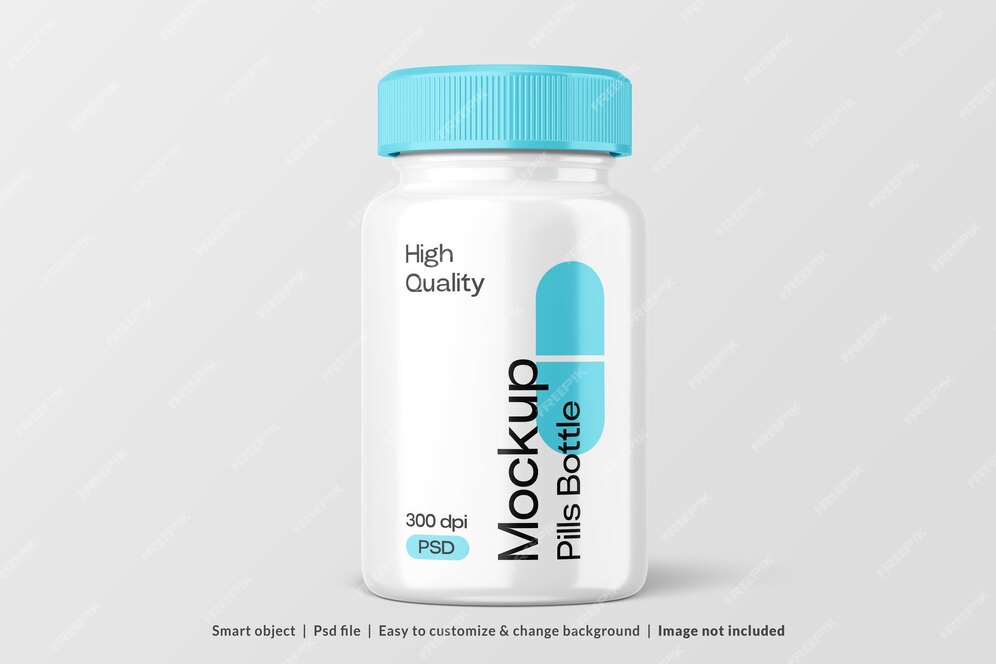 High
Quality
Mockup
Pills Bottle
300 dpi
PSD
Smart object | Psd file | Easy to customize & change background | Image not included
FREEPIK